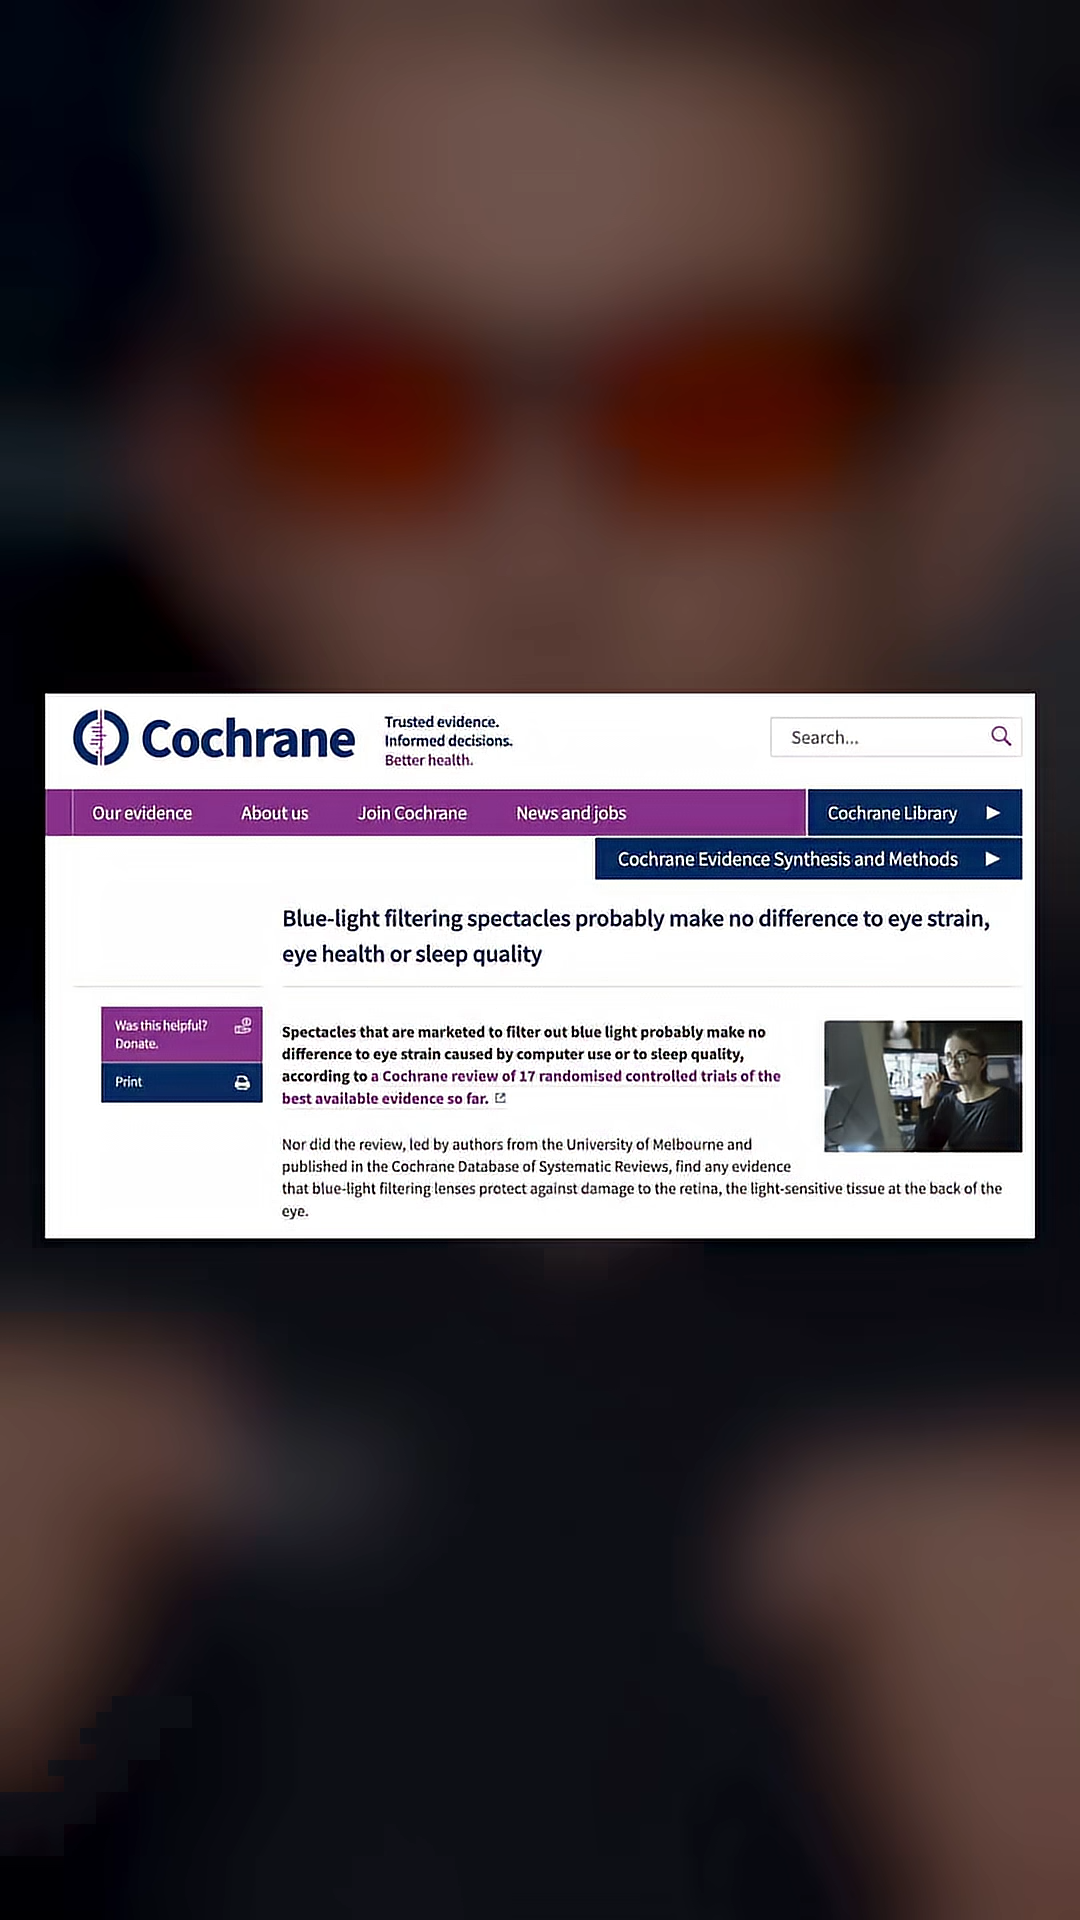 Cochrane
Trusted evidence.
Informed decisions.
Better health.
Search...
Our evidence
About us
Join Cochrane
News and jobs
Cochrane Library
Cochrane Evidence Synthesis and Methods
Blue-light filtering spectacles probably make no difference to eye strain,
eye health or sleep quality
Was this helpful?
Donate.
Print
Spectacles that are marketed to filter out blue light probably make no
difference to eye strain caused by computer use or to sleep quality,
according to a Cochrane review of 17 randomised controlled trials of the
best available evidence so far.
Nor did the review, led by authors from the University of Melbourne and
published in the Cochrane Database of Systematic Reviews, find any evidence
that blue-light filtering lenses protect against damage to the retina, the light-sensitive tissue at the back of the
eye.